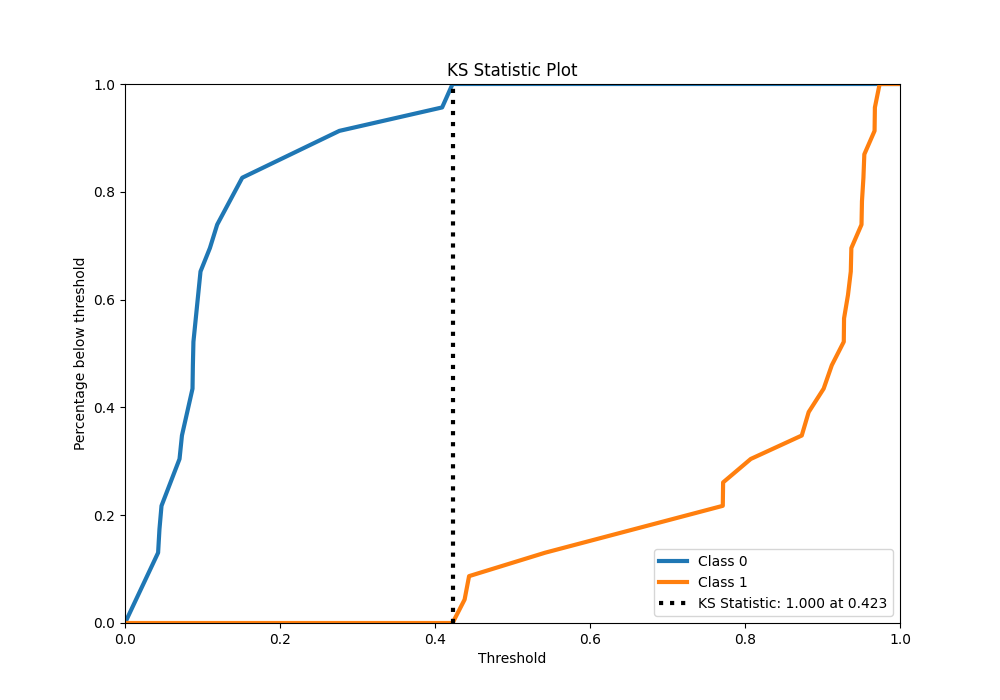 KS Statistic Plot
Percentage below threshold
1.0
0.8
0.6
0.4
0.2
0.0
0.0 0.2 0.4 0.6 0.8 1.0
Threshold
Class 0
Class 1
KS Statistic: 1.000 at 0.423